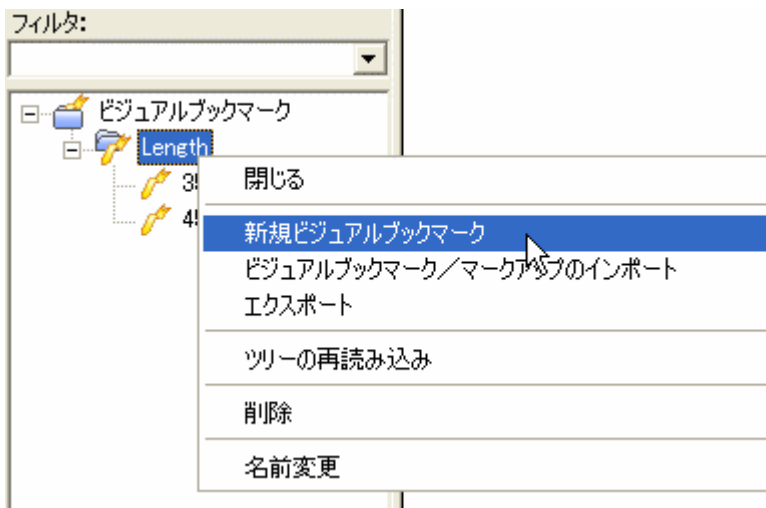 フィルタ:
ビジュアルブックマーク
Length
閉じる
新規ビジュアルブックマーク
ビジュアルブックマーク／マークアップのインポート
エクスポート
ツリーの再読み込み
削除
名前変更